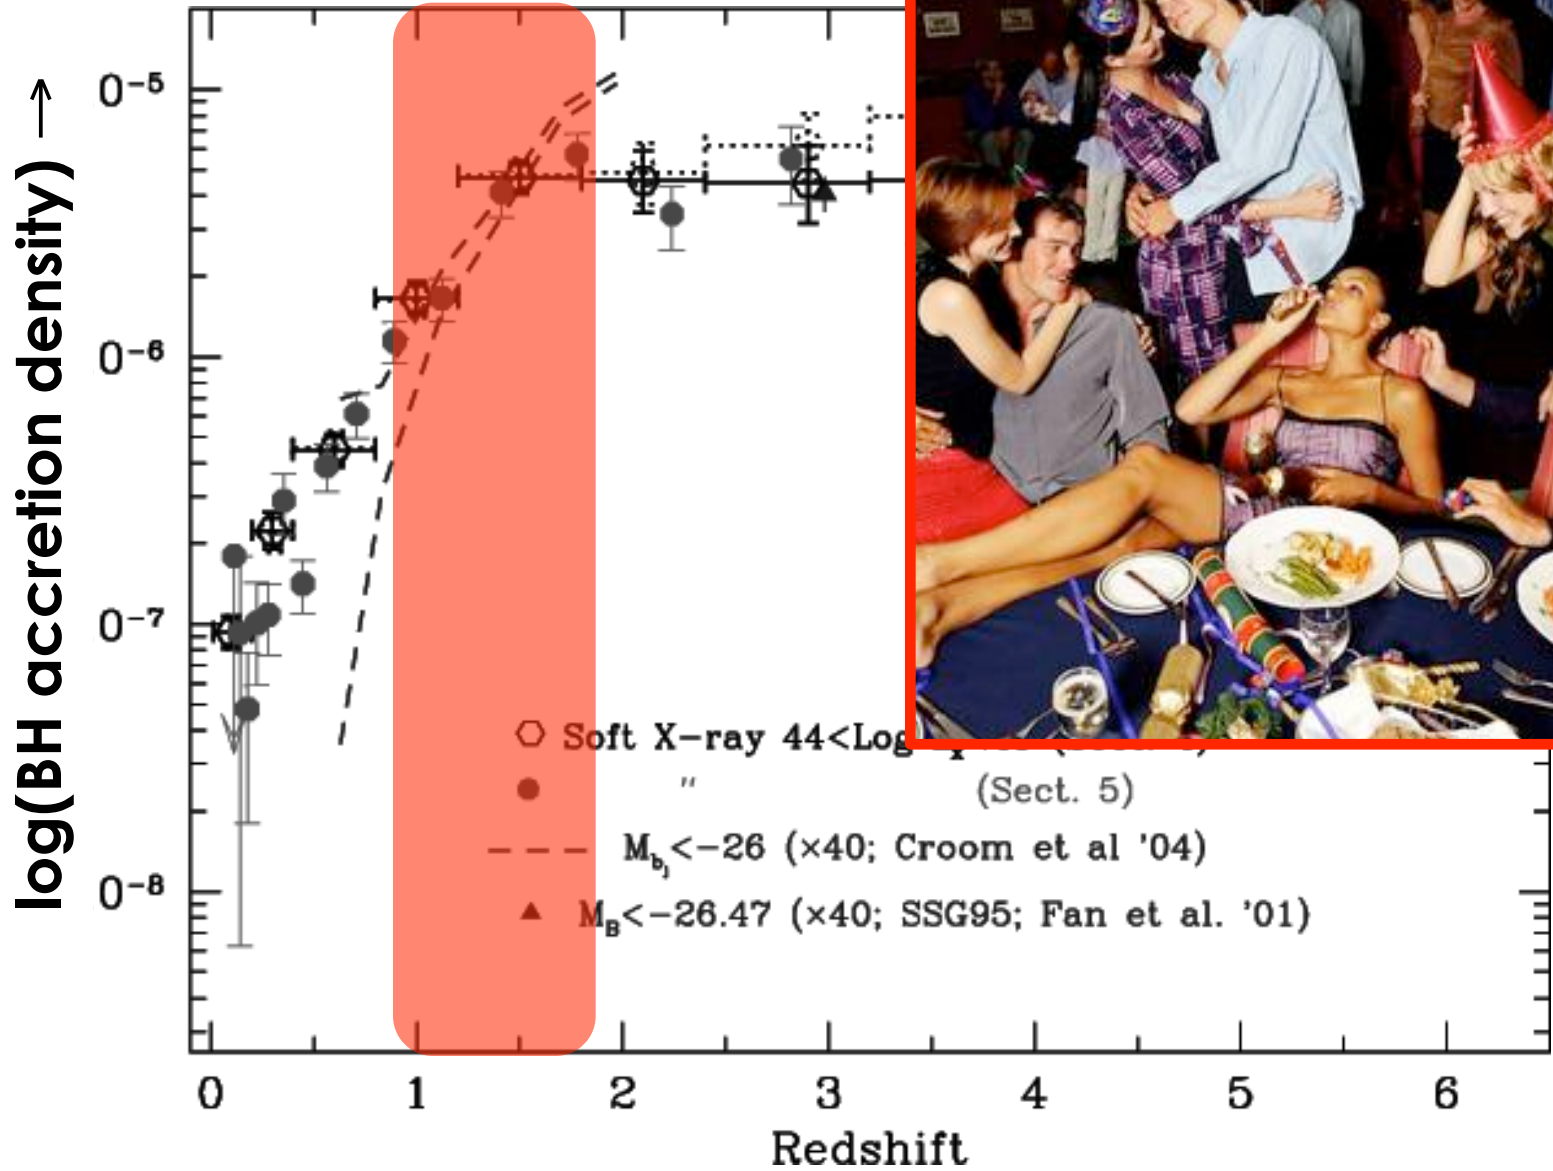 log(BH accretion density) →
0⁻⁵
0⁻⁶
0⁻⁷
0⁻⁸
Soft X-ray 44<Log
" (Sect. 5)
M_bJ<−26 (×40; Croom et al '04)
M_B<−26.47 (×40; SSG95; Fan et al. '01)
0 1 2 3 4 5 6
Redshift